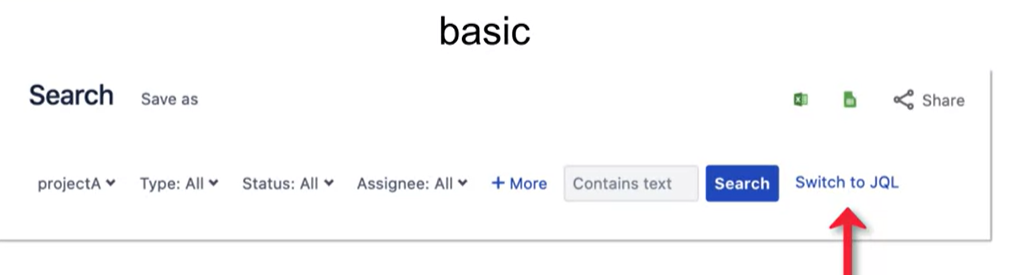 basic
Search Save as Share
projectA Type: All Status: All Assignee: All + More Contains text Search Switch to JQL